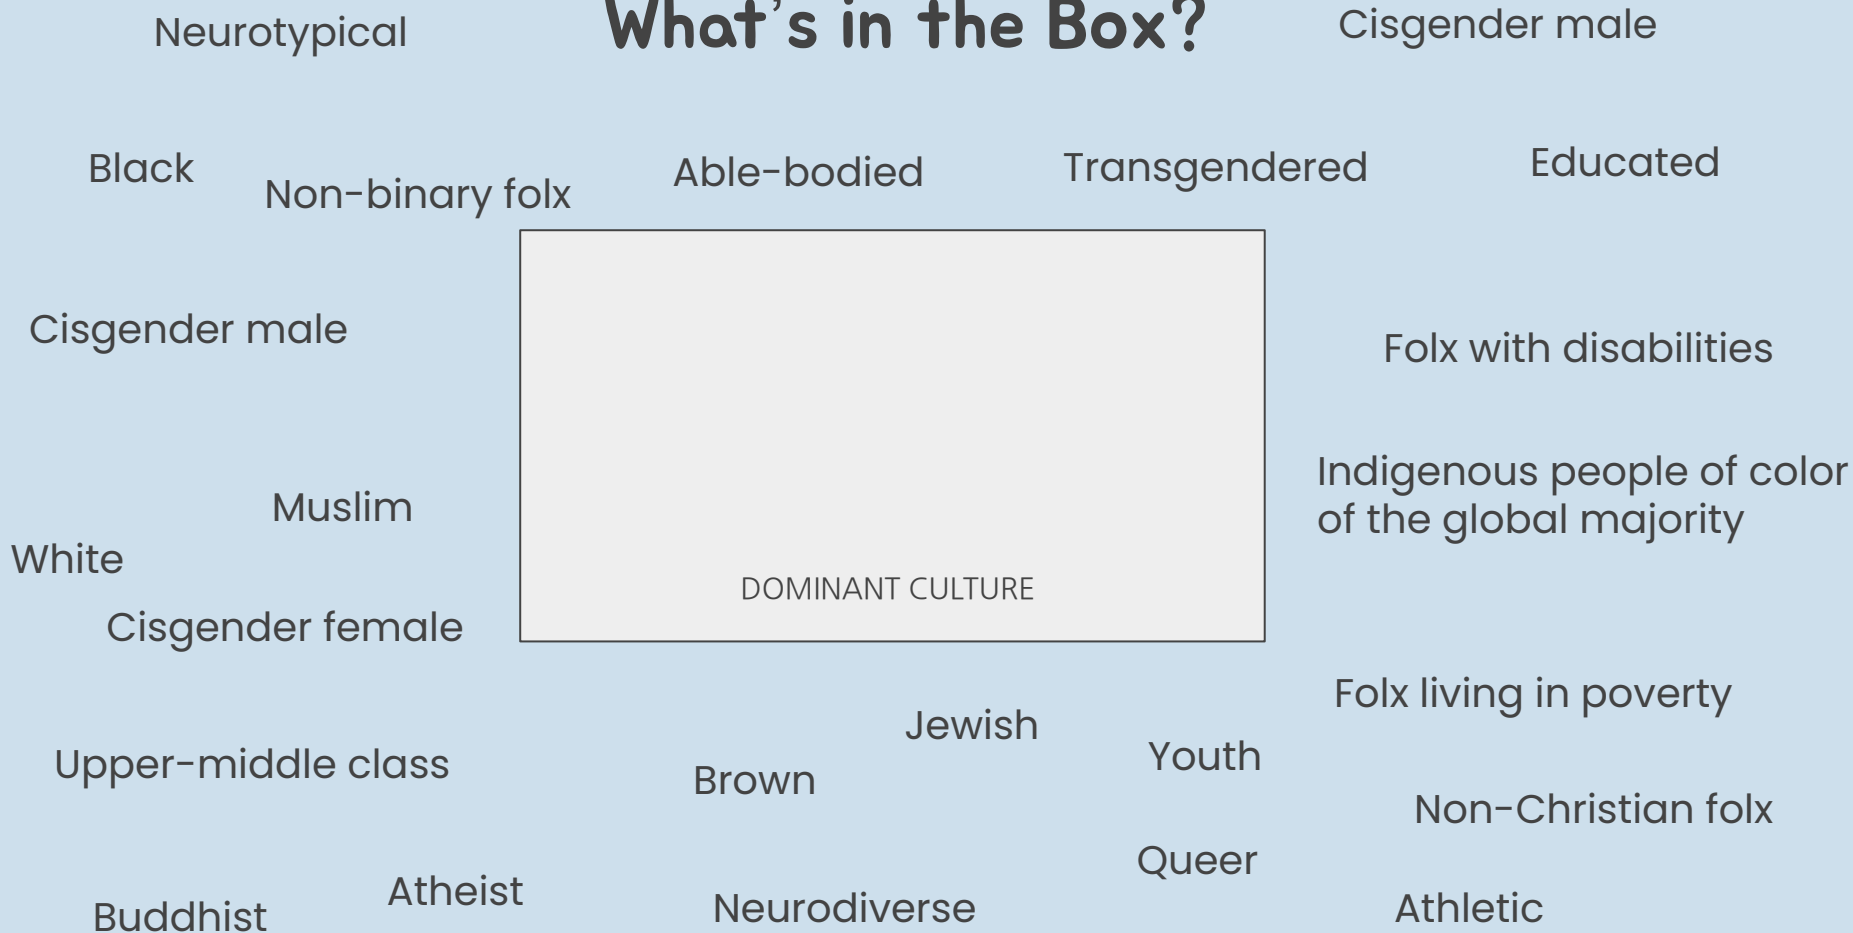 What's in the Box?
Neurotypical
Cisgender male
Black
Non-binary folx
Able-bodied
Transgendered
Educated
Cisgender male
Folx with disabilities
Indigenous people of color
of the global majority
Muslim
White
DOMINANT CULTURE
Cisgender female
Folx living in poverty
Jewish
Youth
Upper-middle class
Brown
Non-Christian folx
Queer
Atheist
Buddhist
Neurodiverse
Athletic